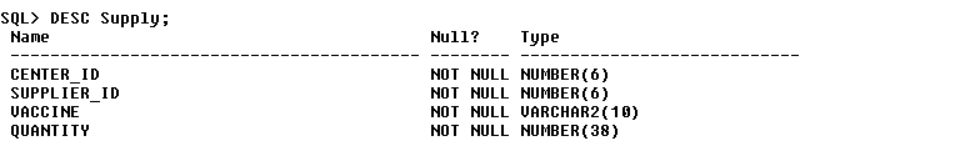 SQL> DESC Supply;
Name Null? Type
----------------------------------------- -------- ----------------------------
CENTER_ID NOT NULL NUMBER(6)
SUPPLIER_ID NOT NULL NUMBER(6)
VACCINE NOT NULL VARCHAR2(10)
QUANTITY NOT NULL NUMBER(38)